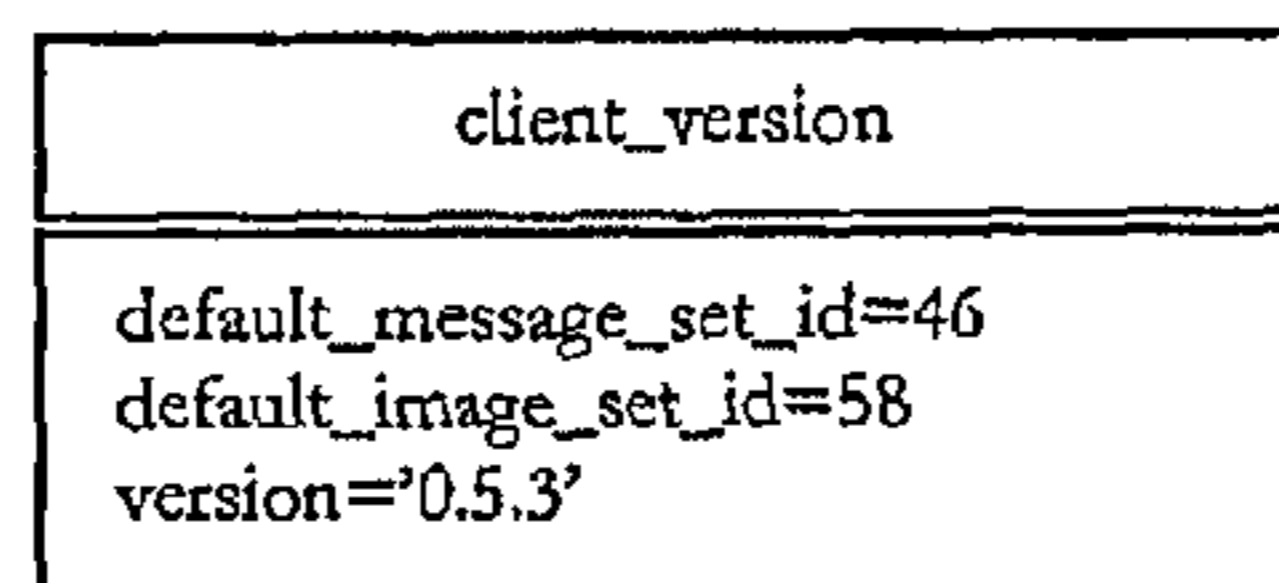 client_version
default_message_set_id=46
default_image_set_id=58
version=’0.5.3’